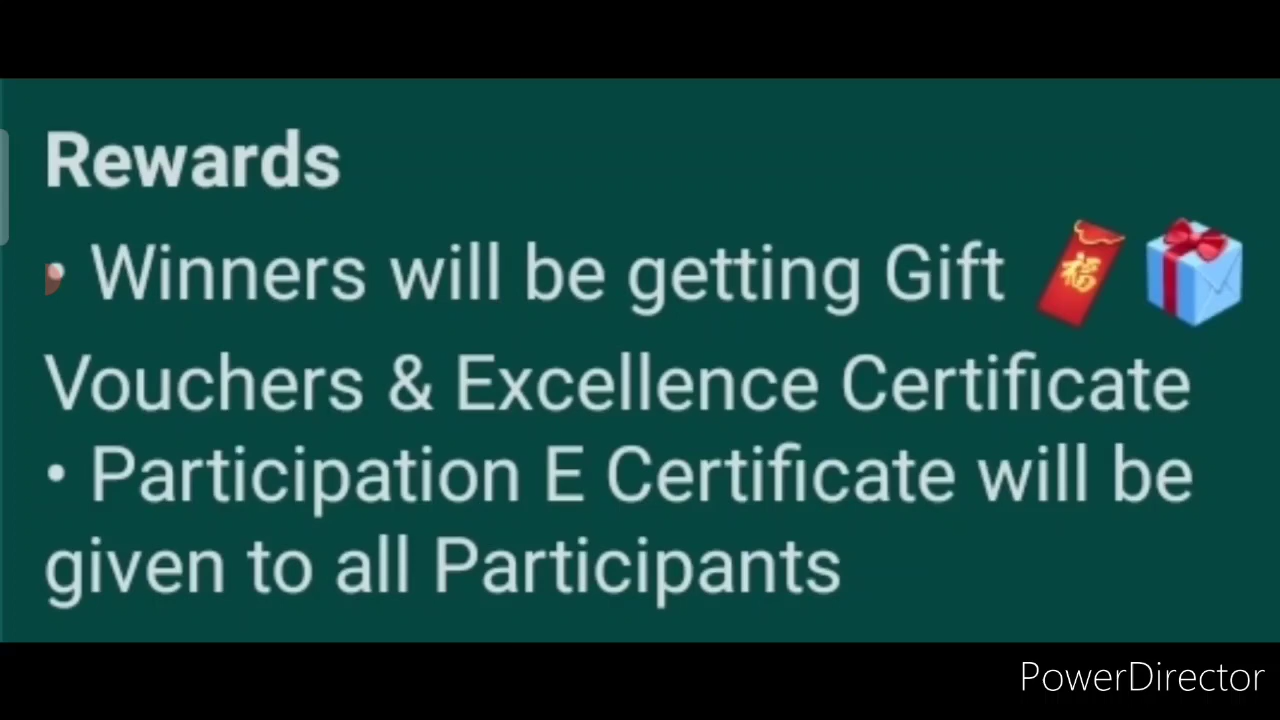 Rewards
• Winners will be getting Gift 🧧🎁
Vouchers & Excellence Certificate
• Participation E Certificate will be
given to all Participants
PowerDirector